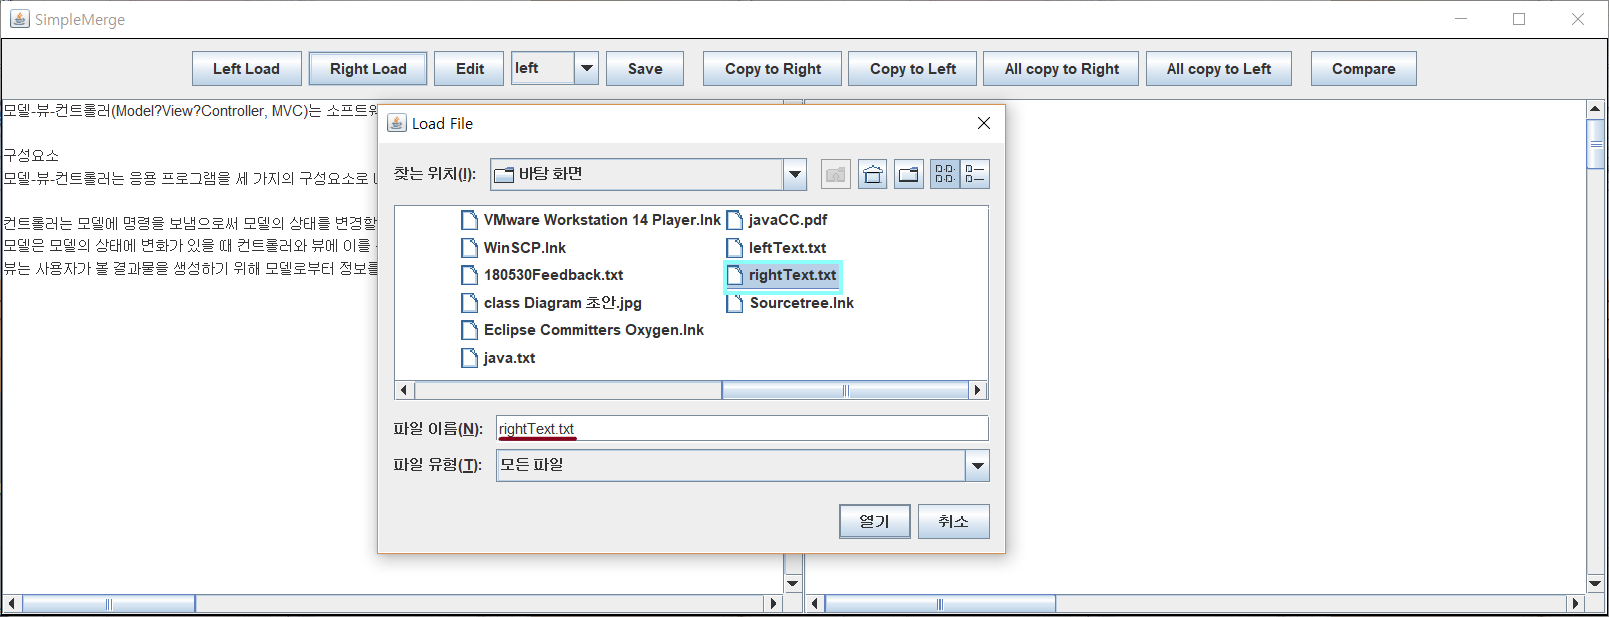 SimpleMerge
Left Load Right Load Edit left Save Copy to Right Copy to Left All copy to Right All copy to Left Compare
모델-뷰-컨트롤러(Model?View?Controller, MVC)는 소프트워
구성요소
모델-뷰-컨트롤러는 응용 프로그램을 세 가지의 구성요소로
컨트롤러는 모델에 명령을 보냄으로써 모델의 상태를 변경할
모델은 모델의 상태에 변화가 있을 때 컨트롤러와 뷰에 이를
뷰는 사용자가 볼 결과물을 생성하기 위해 모델로부터 정보를
Load File
찾는 위치(I): 바탕 화면
VMware Workstation 14 Player.lnk
WinSCP.lnk
180530Feedback.txt
class Diagram 초안.jpg
Eclipse Committers Oxygen.lnk
java.txt
javaCC.pdf
leftText.txt
rightText.txt
Sourcetree.lnk
파일 이름(N): rightText.txt
파일 유형(T): 모든 파일
열기 취소